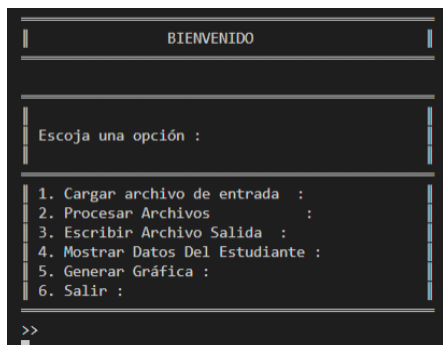 BIENVENIDO
Escoja una opción :
1. Cargar archivo de entrada  :
2. Procesar Archivos          :
3. Escribir Archivo Salida  :
4. Mostrar Datos Del Estudiante :
5. Generar Gráfica :
6. Salir :
>>